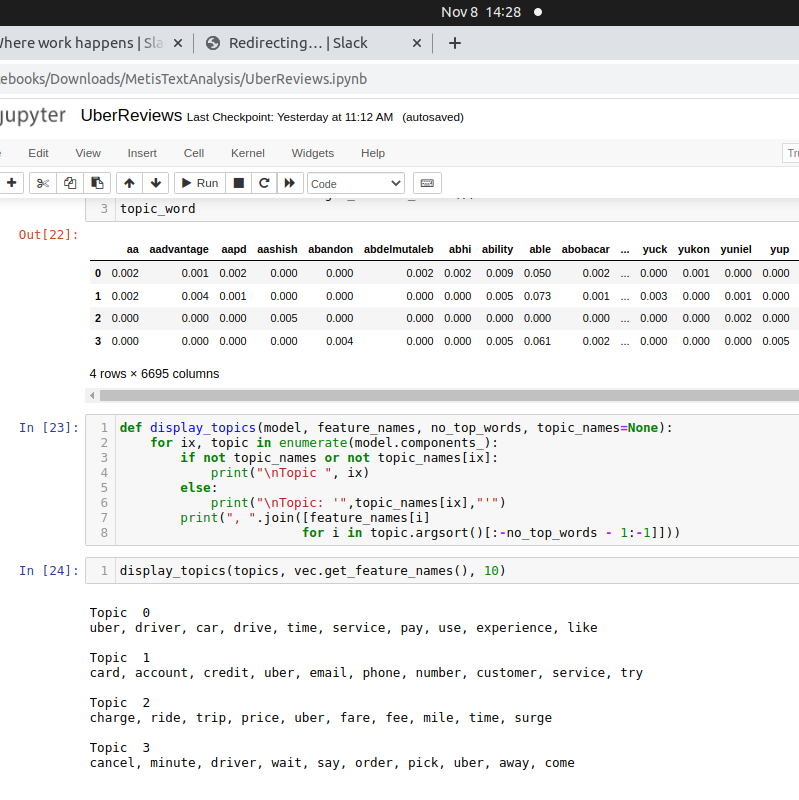 Nov 8 14:28
here work happens | Sla
Redirecting… | Slack
ebooks/Downloads/MetisTextAnalysis/UberReviews.ipynb
jupyter UberReviews Last Checkpoint: Yesterday at 11:12 AM (autosaved)
Edit View Insert Cell Kernel Widgets Help
Run Code
3 topic_word
Out[22]:
aa aadvantage aapd aashish abandon abdelmutaleb abhi ability able abobacar ... yuck yukon yuniel yup
0 0.002 0.001 0.002 0.000 0.000 0.002 0.002 0.009 0.050 0.002 ... 0.000 0.001 0.000 0.000
1 0.002 0.004 0.001 0.000 0.000 0.000 0.000 0.005 0.073 0.001 ... 0.003 0.000 0.001 0.000
2 0.000 0.000 0.000 0.005 0.000 0.000 0.000 0.000 0.000 0.000 ... 0.000 0.000 0.002 0.000
3 0.000 0.000 0.000 0.000 0.004 0.000 0.000 0.005 0.061 0.002 ... 0.000 0.000 0.000 0.005
4 rows × 6695 columns
In [23]: 1 def display_topics(model, feature_names, no_top_words, topic_names=None):
2 for ix, topic in enumerate(model.components_):
3 if not topic_names or not topic_names[ix]:
4 print("\nTopic ", ix)
5 else:
6 print("\nTopic: '",topic_names[ix],"'")
7 print(", ".join([feature_names[i]
8 for i in topic.argsort()[:-no_top_words - 1:-1]]))
In [24]: 1 display_topics(topics, vec.get_feature_names(), 10)
Topic 0
uber, driver, car, drive, time, service, pay, use, experience, like
Topic 1
card, account, credit, uber, email, phone, number, customer, service, try
Topic 2
charge, ride, trip, price, uber, fare, fee, mile, time, surge
Topic 3
cancel, minute, driver, wait, say, order, pick, uber, away, come